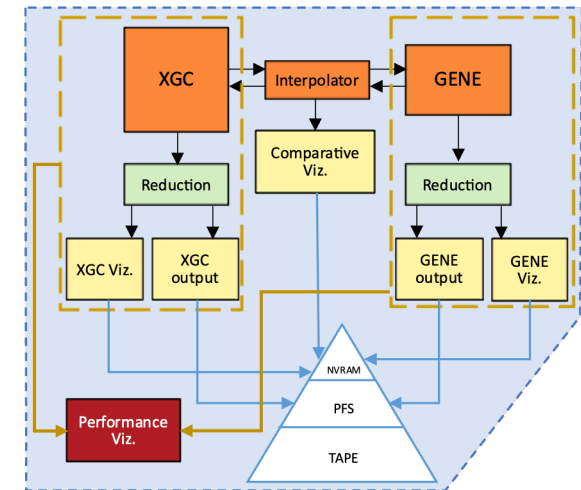 XGC
Interpolator
GENE
Comparative
Viz.
Reduction
Reduction
XGC Viz.
XGC
output
GENE
output
GENE
Viz.
NVRAM
PFS
TAPE
Performance
Viz.